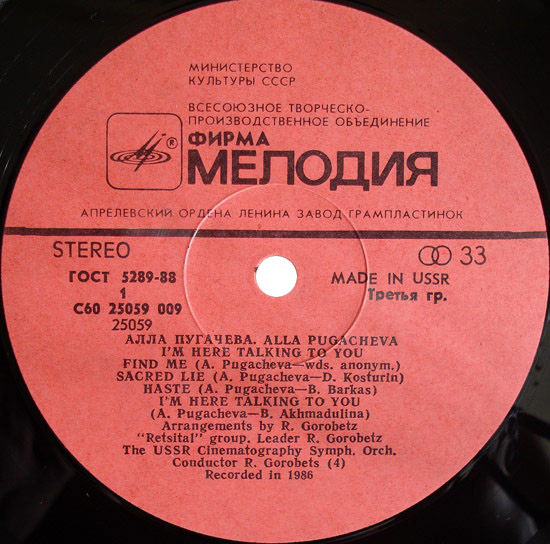 МИНИСТЕРСТВО
КУЛЬТУРЫ СССР
ВСЕСОЮЗНОЕ ТВОРЧЕСКО-
ПРОИЗВОДСТВЕННОЕ ОБЪЕДИНЕНИЕ
ФИРМА
®
МЕЛОДИЯ
АПРЕЛЕВСКИЙ ОРДЕНА ЛЕНИНА ЗАВОД ГРАМПЛАСТИНОК
STEREO
33
ГОСТ 5289-88
MADE IN USSR
1
Третья гр.
С60 25059 009
25059
АЛЛА ПУГАЧЕВА. ALLA PUGACHEVA
I'M HERE TALKING TO YOU
FIND ME (A. Pugacheva—wds. anonym.)
SACRED LIE (A. Pugacheva—D. Kosturin)
HASTE (A. Pugacheva—B. Barkas)
I'M HERE TALKING TO YOU
(A. Pugacheva—B. Akhmadulina)
Arrangements by R. Gorobetz
"Retsital" group. Leader R. Gorobetz
The USSR Cinematography Symph. Orch.
Conductor R. Gorobets (4)
Recorded in 1986